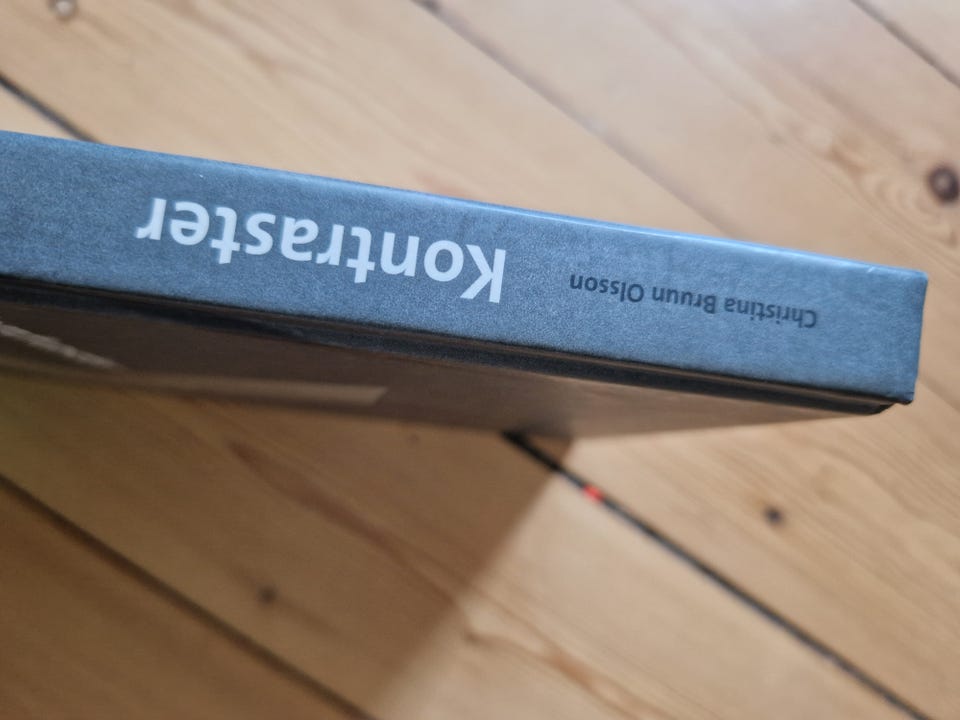 Christina Bruun Olsson
Kontraster